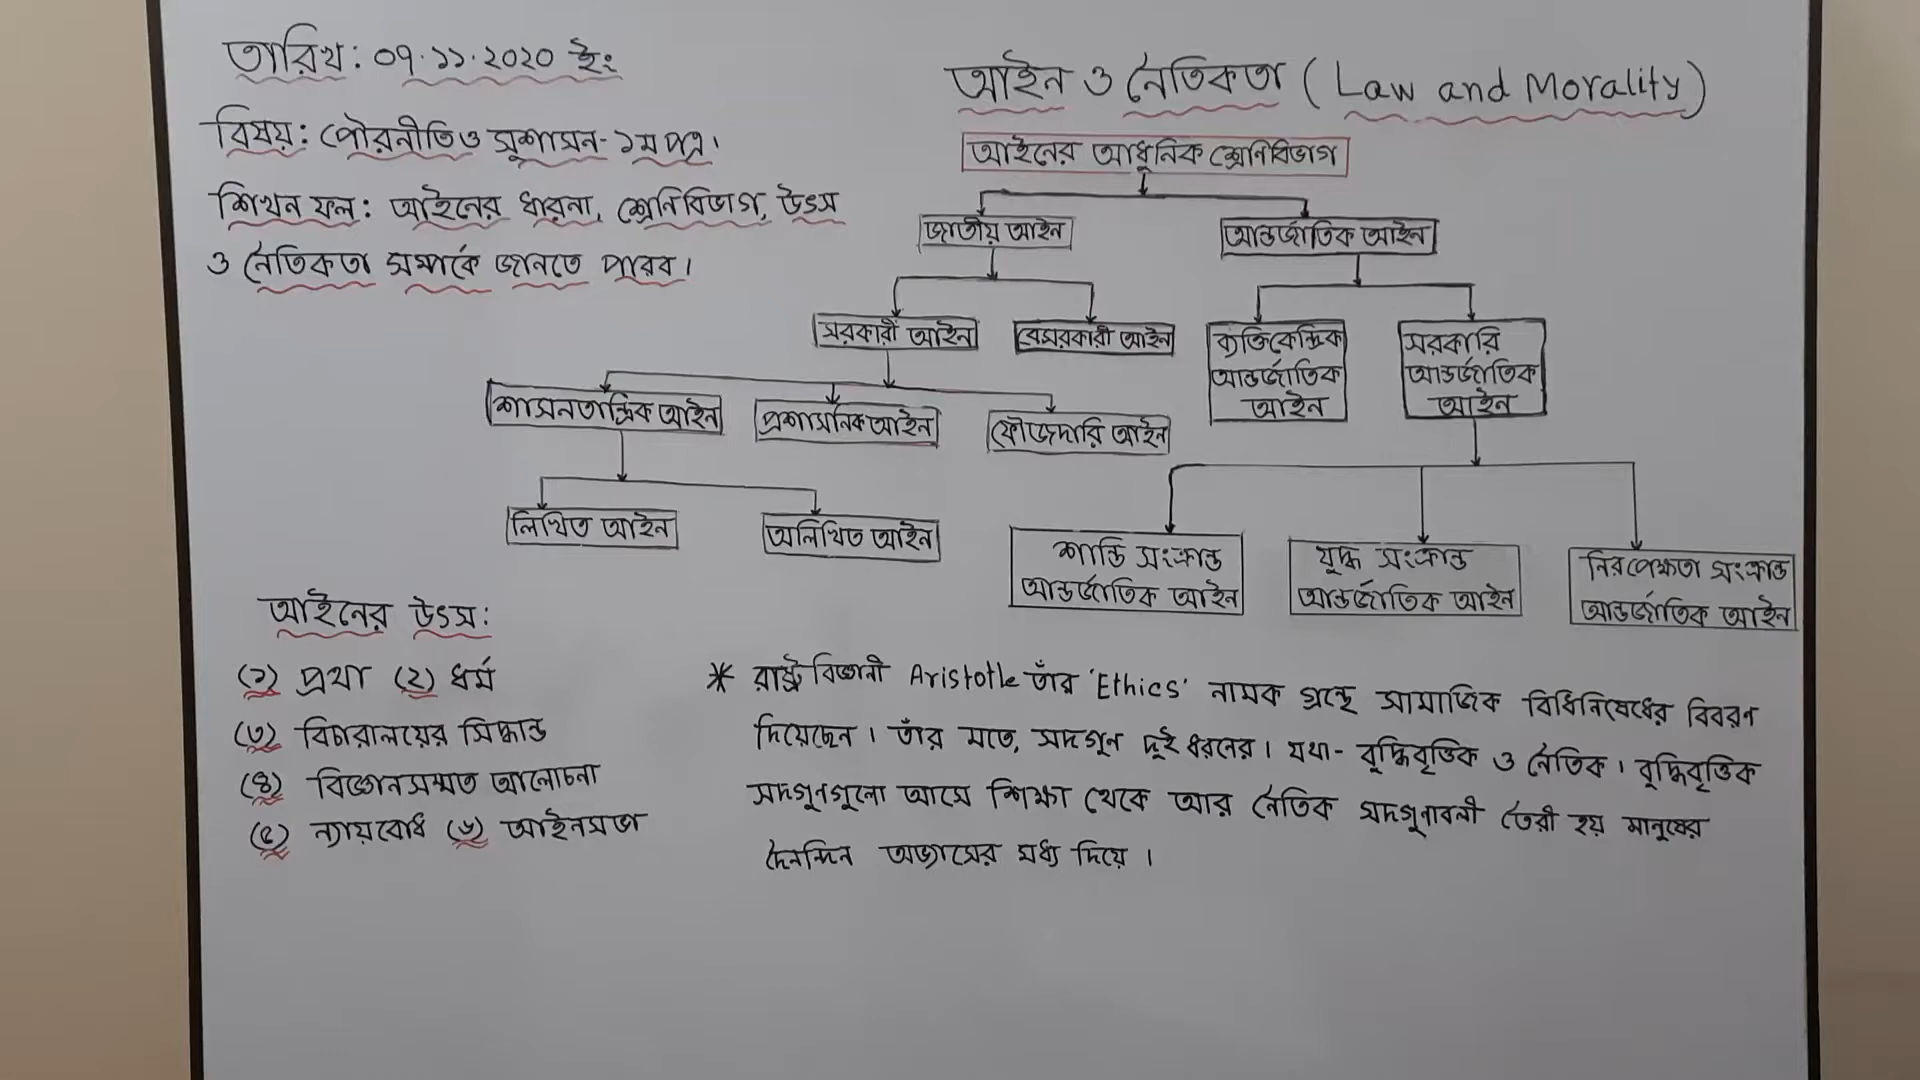 তারিখ: ০৭.১১.২০২০ ইং
বিষয়: পৌরনীতি ও সুশাসন- ১ম পত্র।
শিখন ফল: আইনের ধারনা, শ্রেনিবিভাগ, উৎস
ও নৈতিকতা সম্পর্কে জানতে পারব।
আইন ও নৈতিকতা (Law and Morality)
আইনের আধুনিক শ্রেনিবিভাগ
জাতীয় আইন
আন্তর্জাতিক আইন
সরকারী আইন
বেসরকারী আইন
ব্যক্তিকেন্দ্রিক
আন্তর্জাতিক
আইন
সরকারি
আন্তর্জাতিক
আইন
শাসনতান্ত্রিক আইন
প্রশাসনিক আইন
ফৌজদারি আইন
লিখিত আইন
অলিখিত আইন
শান্তি সংক্রান্ত
আন্তর্জাতিক আইন
যুদ্ধ সংক্রান্ত
আন্তর্জাতিক আইন
নিরপেক্ষতা সংক্রান্ত
আন্তর্জাতিক আইন
আইনের উৎস:
(১) প্রথা (২) ধর্ম
(৩) বিচারালয়ের সিদ্ধান্ত
(৪) বিজ্ঞানসম্মত আলোচনা
(৫) ন্যায়বোধ (৬) আইনসভা
* রাষ্ট্রবিজ্ঞানী Aristotle তাঁর 'Ethics' নামক গ্রন্থে সামাজিক বিধিনিষেধের বিবরণ
দিয়েছেন। তাঁর মতে, সদগুন দুই ধরনের। যথা- বুদ্ধিবৃত্তিক ও নৈতিক। বুদ্ধিবৃত্তিক
সদগুনগুলো আসে শিক্ষা থেকে আর নৈতিক সদগুনাবলী তৈরী হয় মানুষের
দৈনন্দিন অভ্যাসের মধ্য দিয়ে।